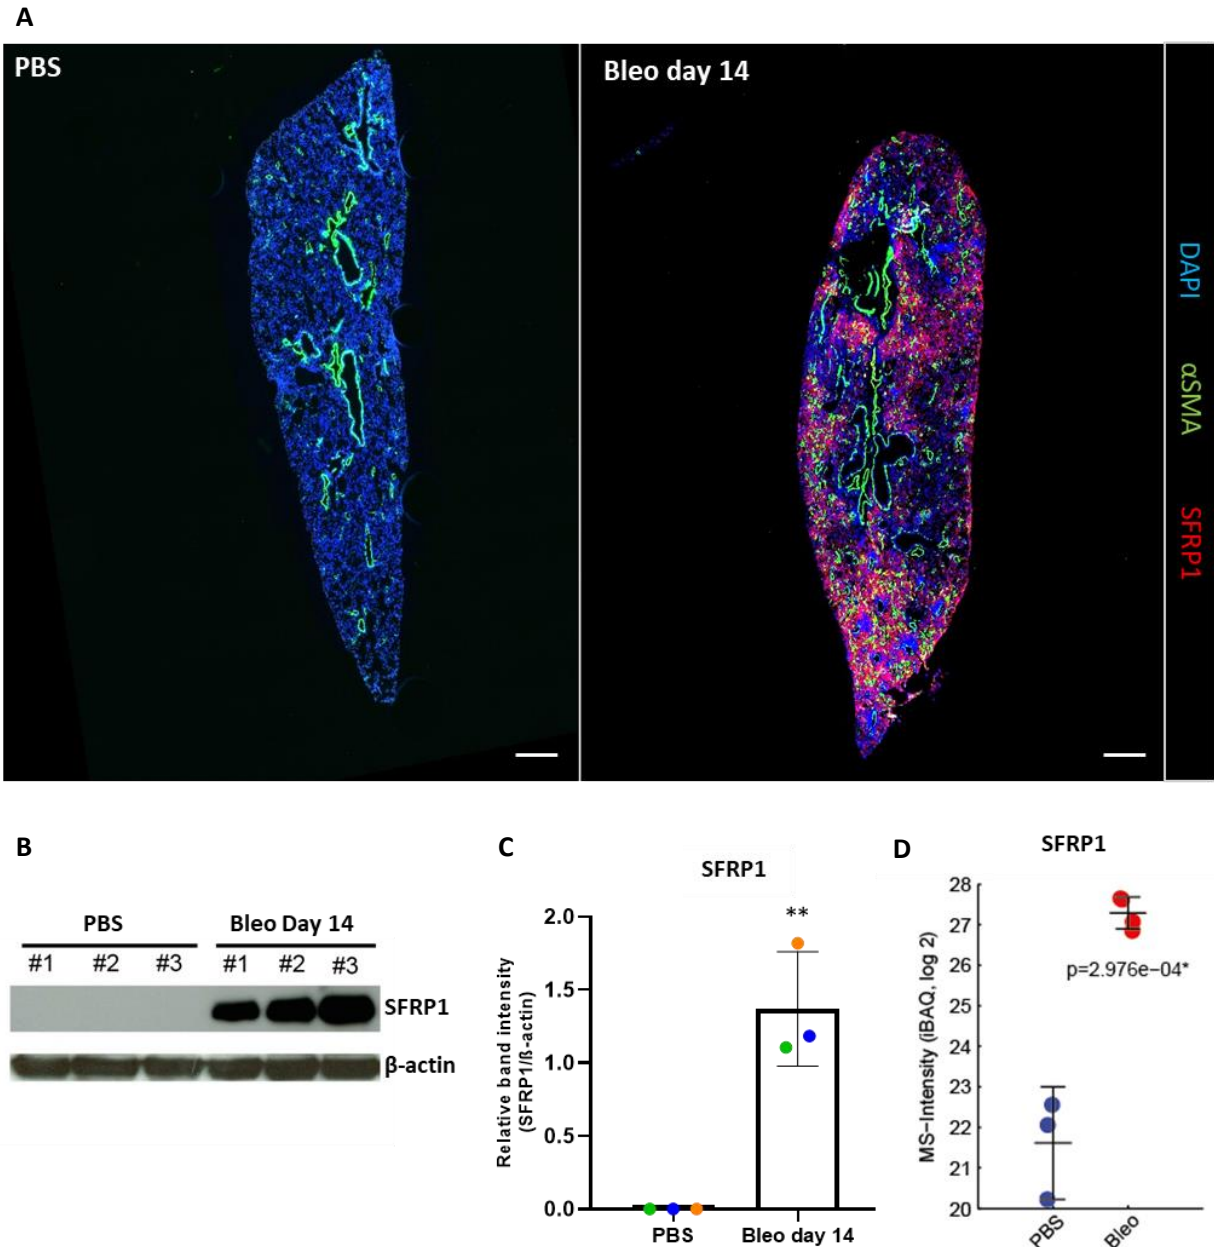 A
PBS
Bleo day 14
DAPI
αSMA
SFRP1
B
PBS
Bleo Day 14
#1
#2
#3
#1
#2
#3
SFRP1
β-actin
C
SFRP1
**
Relative band intensity
(SFRP1/ß-actin)
2.0
1.5
1.0
0.5
0.0
PBS
Bleo day 14
D
SFRP1
MS−Intensity (iBAQ, log 2)
28
27
26
25
24
23
22
21
20
p=2.976e−04*
PBS
Bleo